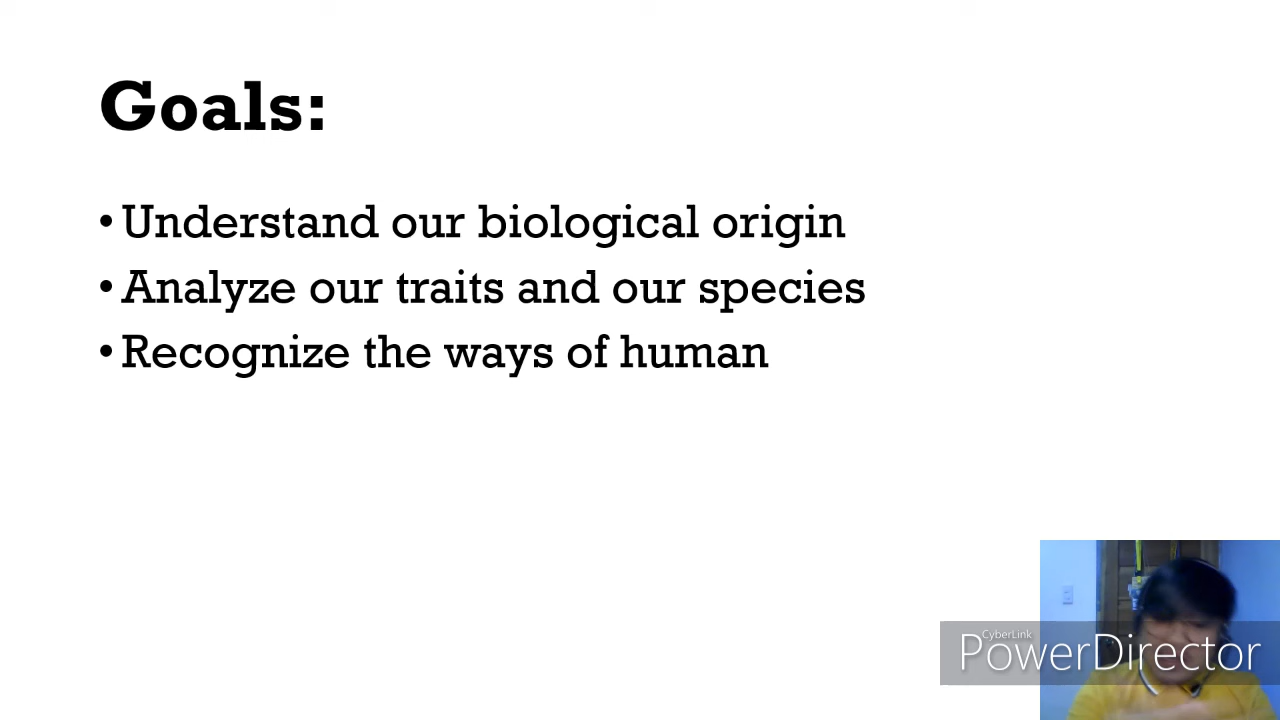 Goals:
• Understand our biological origin
• Analyze our traits and our species
• Recognize the ways of human
CyberLink
PowerDirector